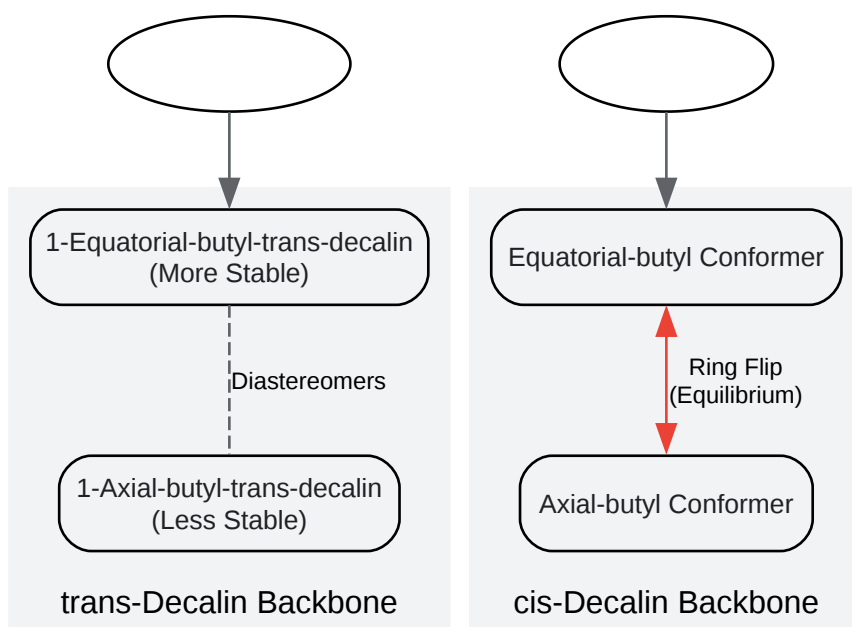 1-Equatorial-butyl-trans-decalin
(More Stable)
Diastereomers
1-Axial-butyl-trans-decalin
(Less Stable)
trans-Decalin Backbone
Equatorial-butyl Conformer
Ring Flip
(Equilibrium)
Axial-butyl Conformer
cis-Decalin Backbone